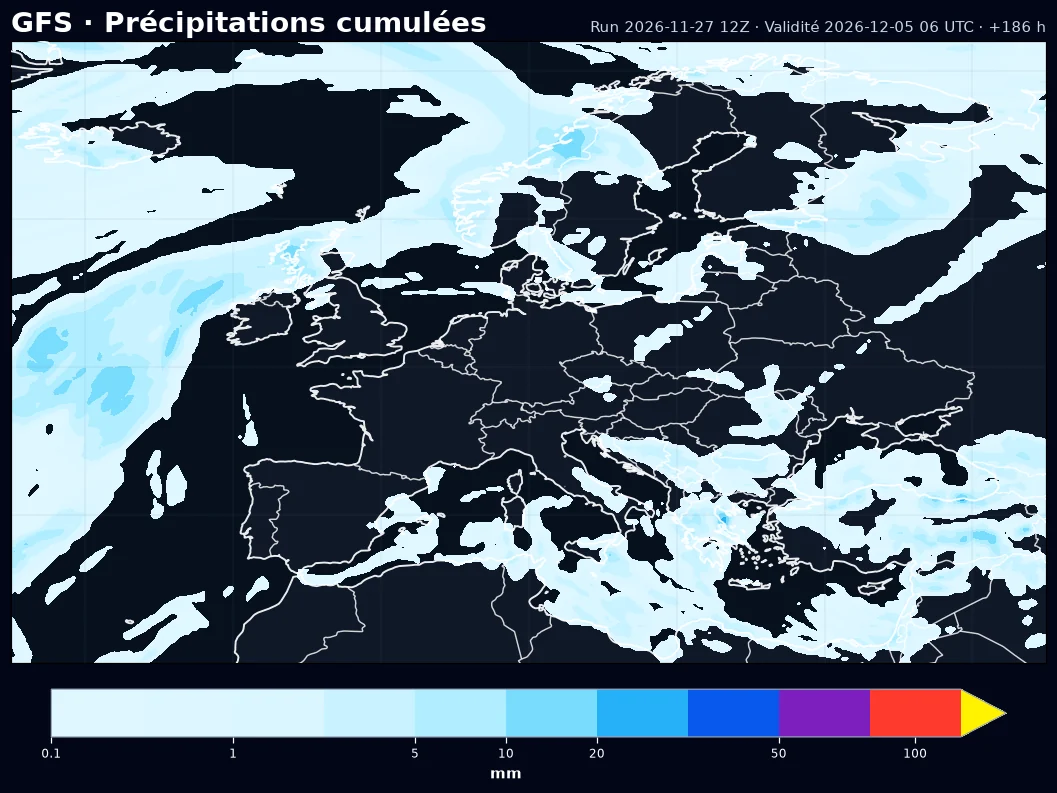 GFS · Précipitations cumulées
Run 2026-11-27 12Z · Validité 2026-12-05 06 UTC · +186 h
0.1 1 5 10 20 50 100
mm